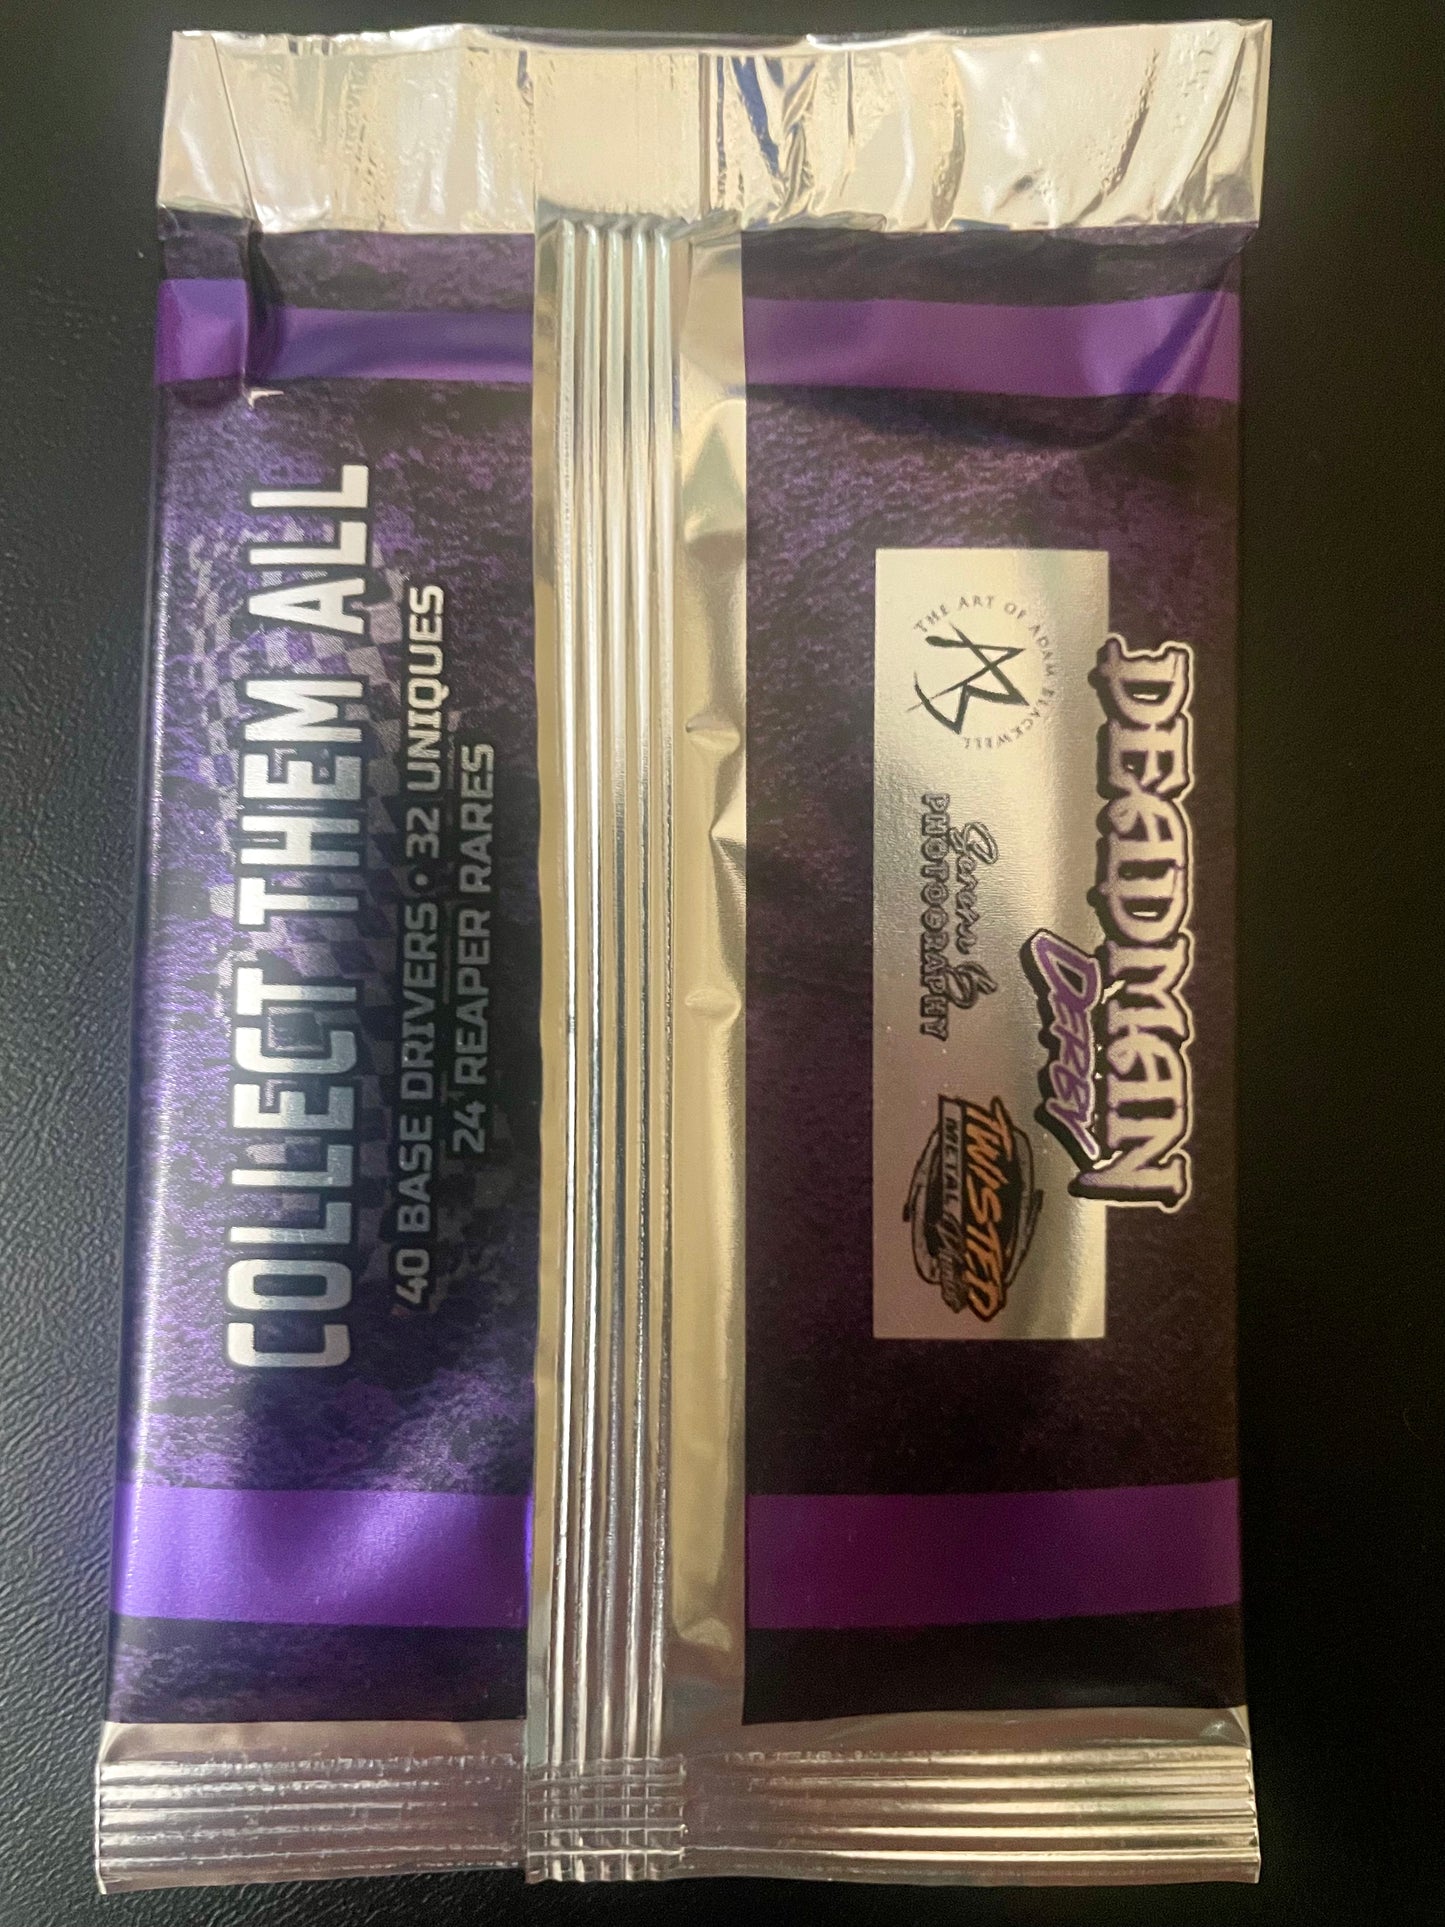 COLLECT THEM ALL
40 BASE DRIVERS • 32 UNIQUES
24 REAPER RARES
DEADMAN
DERBY
THE ART OF ADAM BLACKWELL
AB
PHOTOGRAPHY
TWISTED
METAL